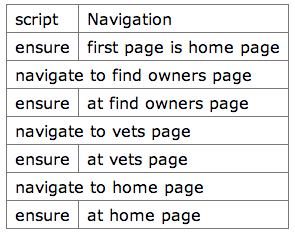 script Navigation
ensure first page is home page
navigate to find owners page
ensure at find owners page
navigate to vets page
ensure at vets page
navigate to home page
ensure at home page